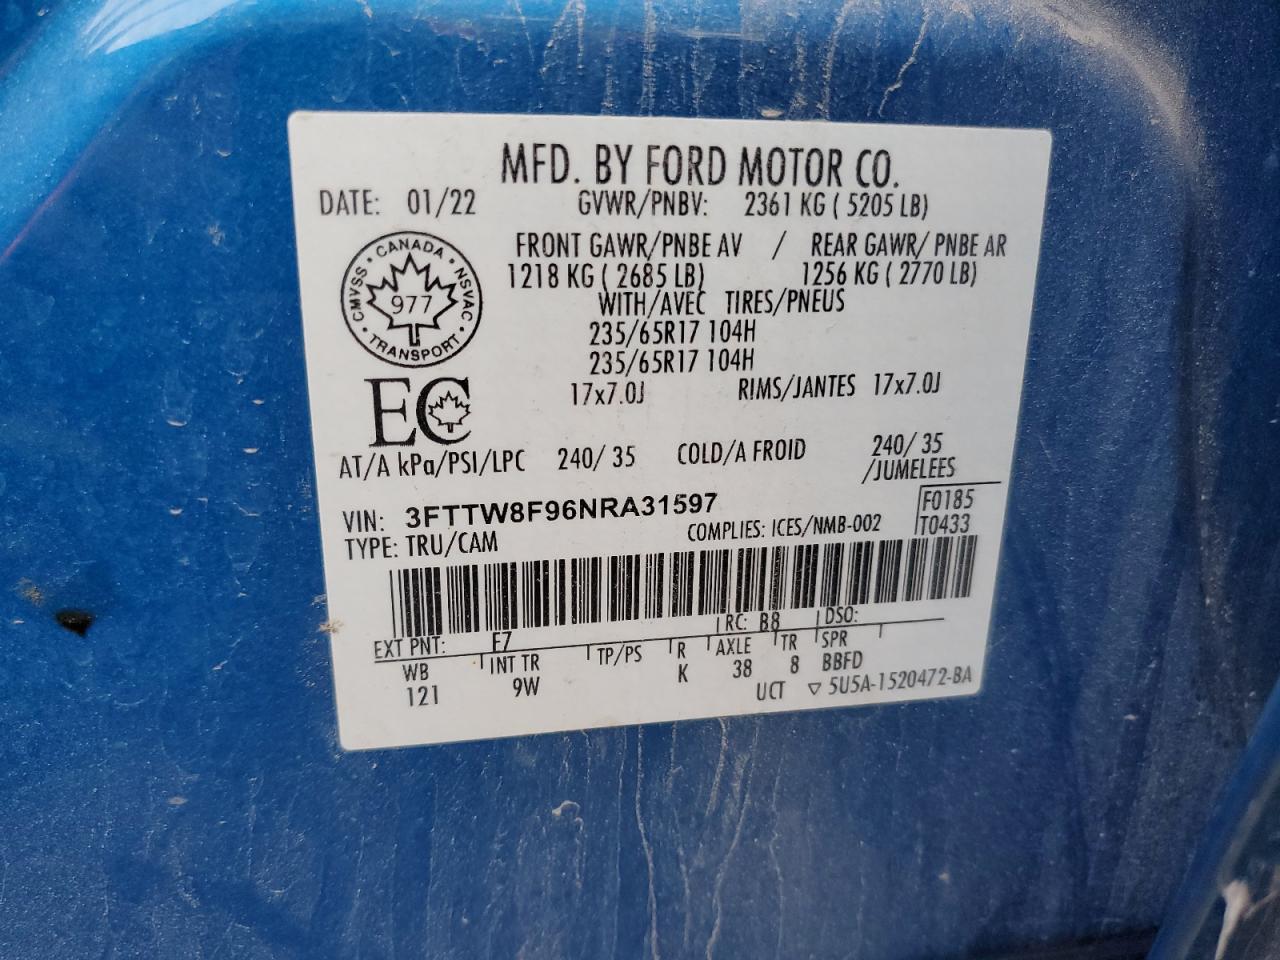 MFD. BY FORD MOTOR CO.
DATE: 01/22 GVWR/PNBV: 2361 KG ( 5205 LB)
FRONT GAWR/PNBE AV / REAR GAWR/PNBE AR
1218 KG ( 2685 LB) 1256 KG ( 2770 LB)
WITH/AVEC TIRES/PNEUS
235/65R17 104H
235/65R17 104H
17x7.0J RIMS/JANTES 17x7.0J
CANADA
CMVSS • NSVAC
977
TRANSPORT
EC
AT/A kPa/PSI/LPC 240/ 35 COLD/A FROID 240/ 35
/JUMELEES
VIN: 3FTTW8F96NRA31597 F0185
TYPE: TRU/CAM COMPLIES: ICES/NMB-002 T0433
EXT PNT: E7 RC: B8 DSO:
WB INT TR TP/PS R AXLE TR SPR
121 9W K 38 8 BBFD
UCT ▽ 5U5A-1520472-BA